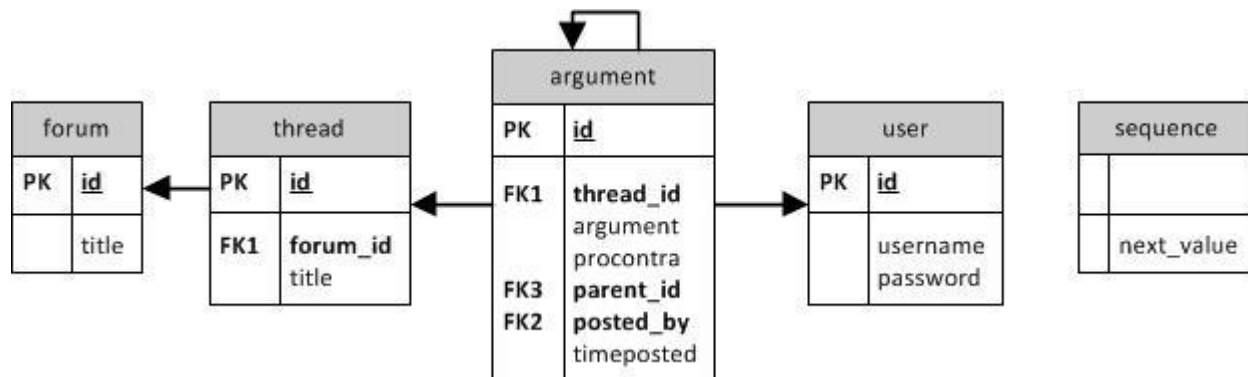 forum
PK id
title
thread
PK id
FK1 forum_id
title
argument
PK id
FK1 thread_id
argument
procontra
FK3 parent_id
FK2 posted_by
timeposted
user
PK id
username
password
sequence
next_value